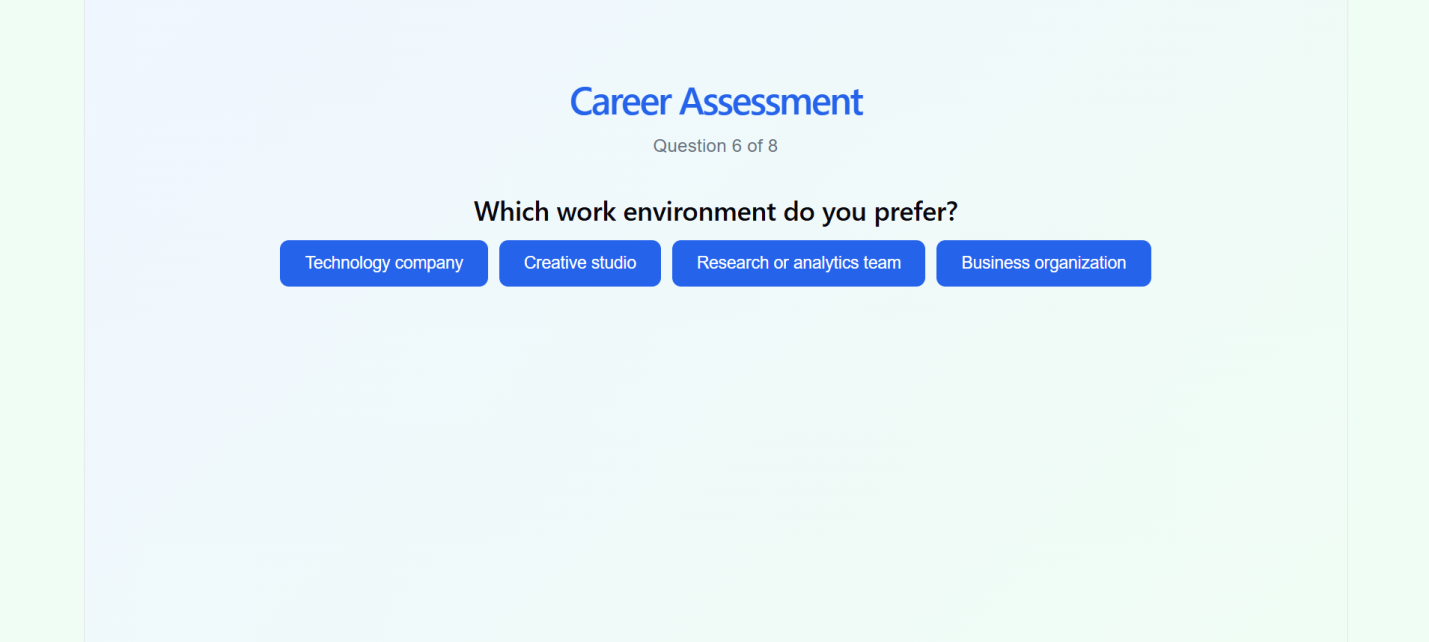 Career Assessment
Question 6 of 8
Which work environment do you prefer?
Technology company
Creative studio
Research or analytics team
Business organization